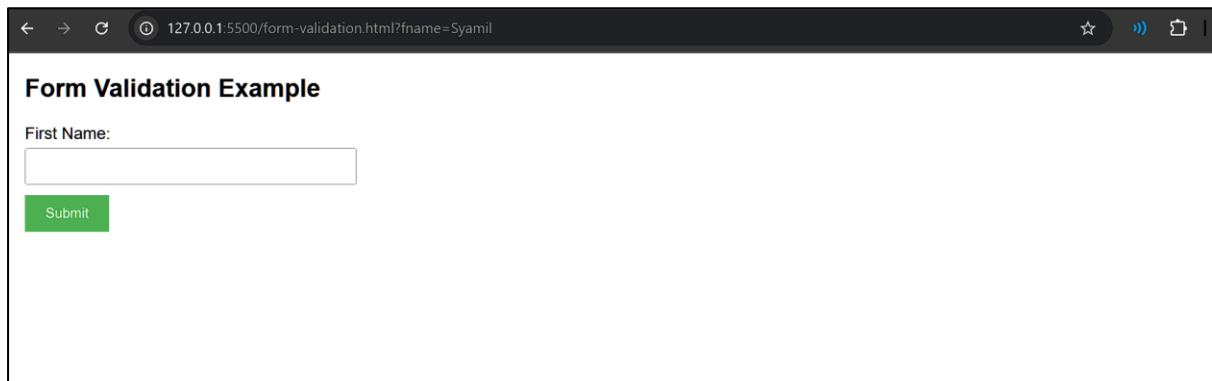 127.0.0.1:5500/form-validation.html?fname=Syamil
Form Validation Example
First Name:
Submit